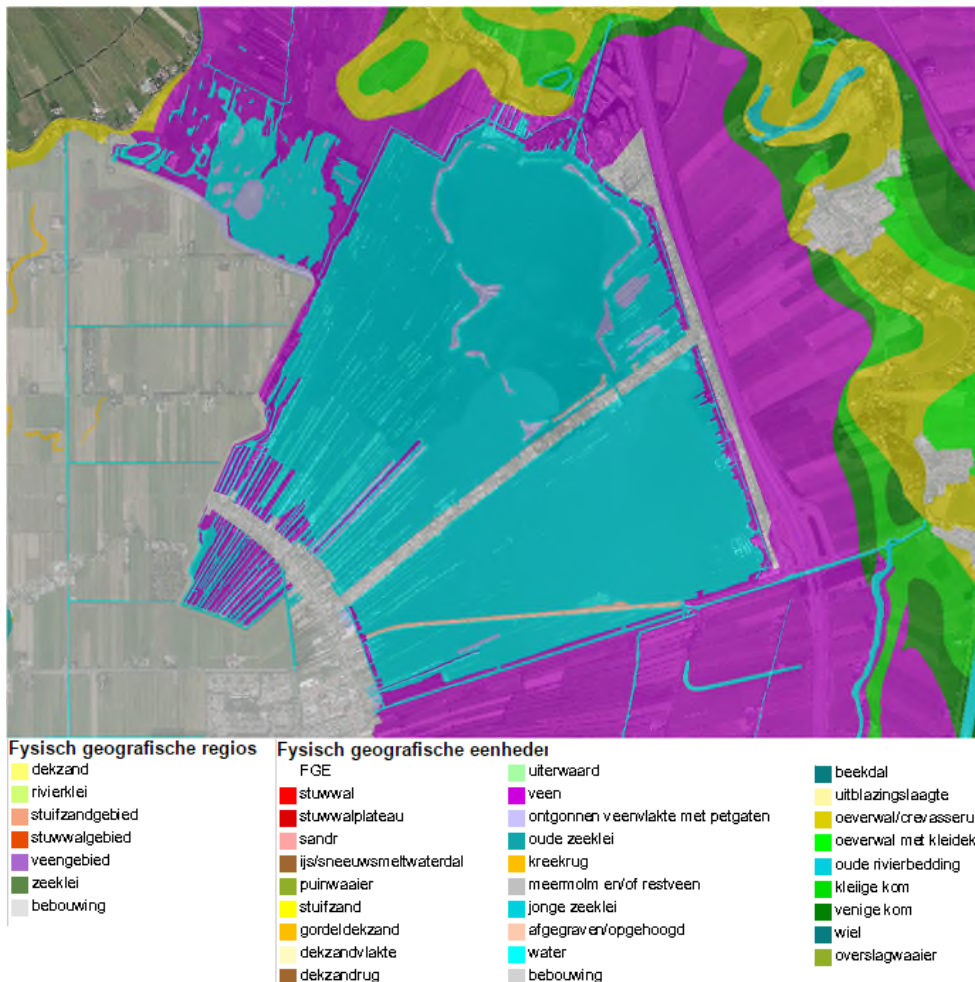 Fysisch geografische regios
dekzand
rivierklei
stuifzandgebied
stuwwalgebied
veengebied
zeeklei
bebouwing
Fysisch geografische eenheder
FGE
stuwwal
stuwwalplateau
sandr
ijs/sneeuwsmeltwaterdal
puinwaaier
stuifzand
gordeldekzand
dekzandvlakte
dekzandrug
uiterwaard
veen
ontgonnen veenvlakte met petgaten
oude zeeklei
kreekrug
meermolm en/of restveen
jonge zeeklei
afgegraven/opgehoogd
water
bebouwing
beekdal
uitblazingslaagte
oeverwal/crevasseru
oeverwal met kleidek
oude rivierbedding
kleiige kom
venige kom
wiel
overslagwaaier